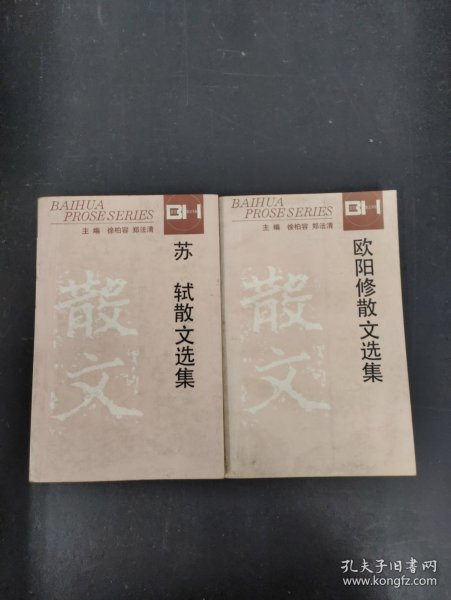 BAIHUA
PROSE SERIES
BH
主编 徐柏容 郑法清
苏轼散文选集
散文
BAIHUA
PROSE SERIES
BH
主编 徐柏容 郑法清
欧阳修散文选集
散文
孔夫子旧书网
www.kongfz.com